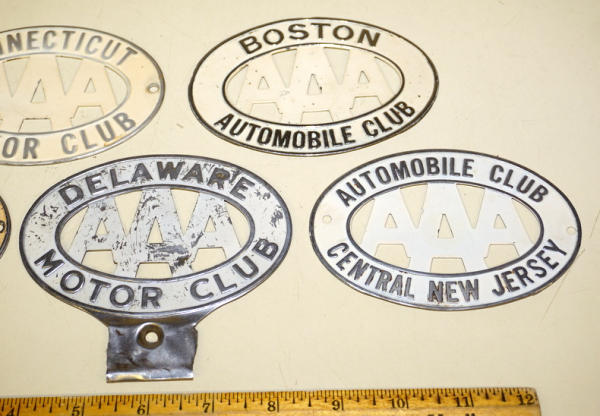 NNECTICUT
AAA
OR CLUB
BOSTON
AAA
AUTOMOBILE CLUB
DELAWARE
AAA
MOTOR CLUB
AUTOMOBILE CLUB
AAA
CENTRAL NEW JERSEY
5 6 7 8 9 10 11 12